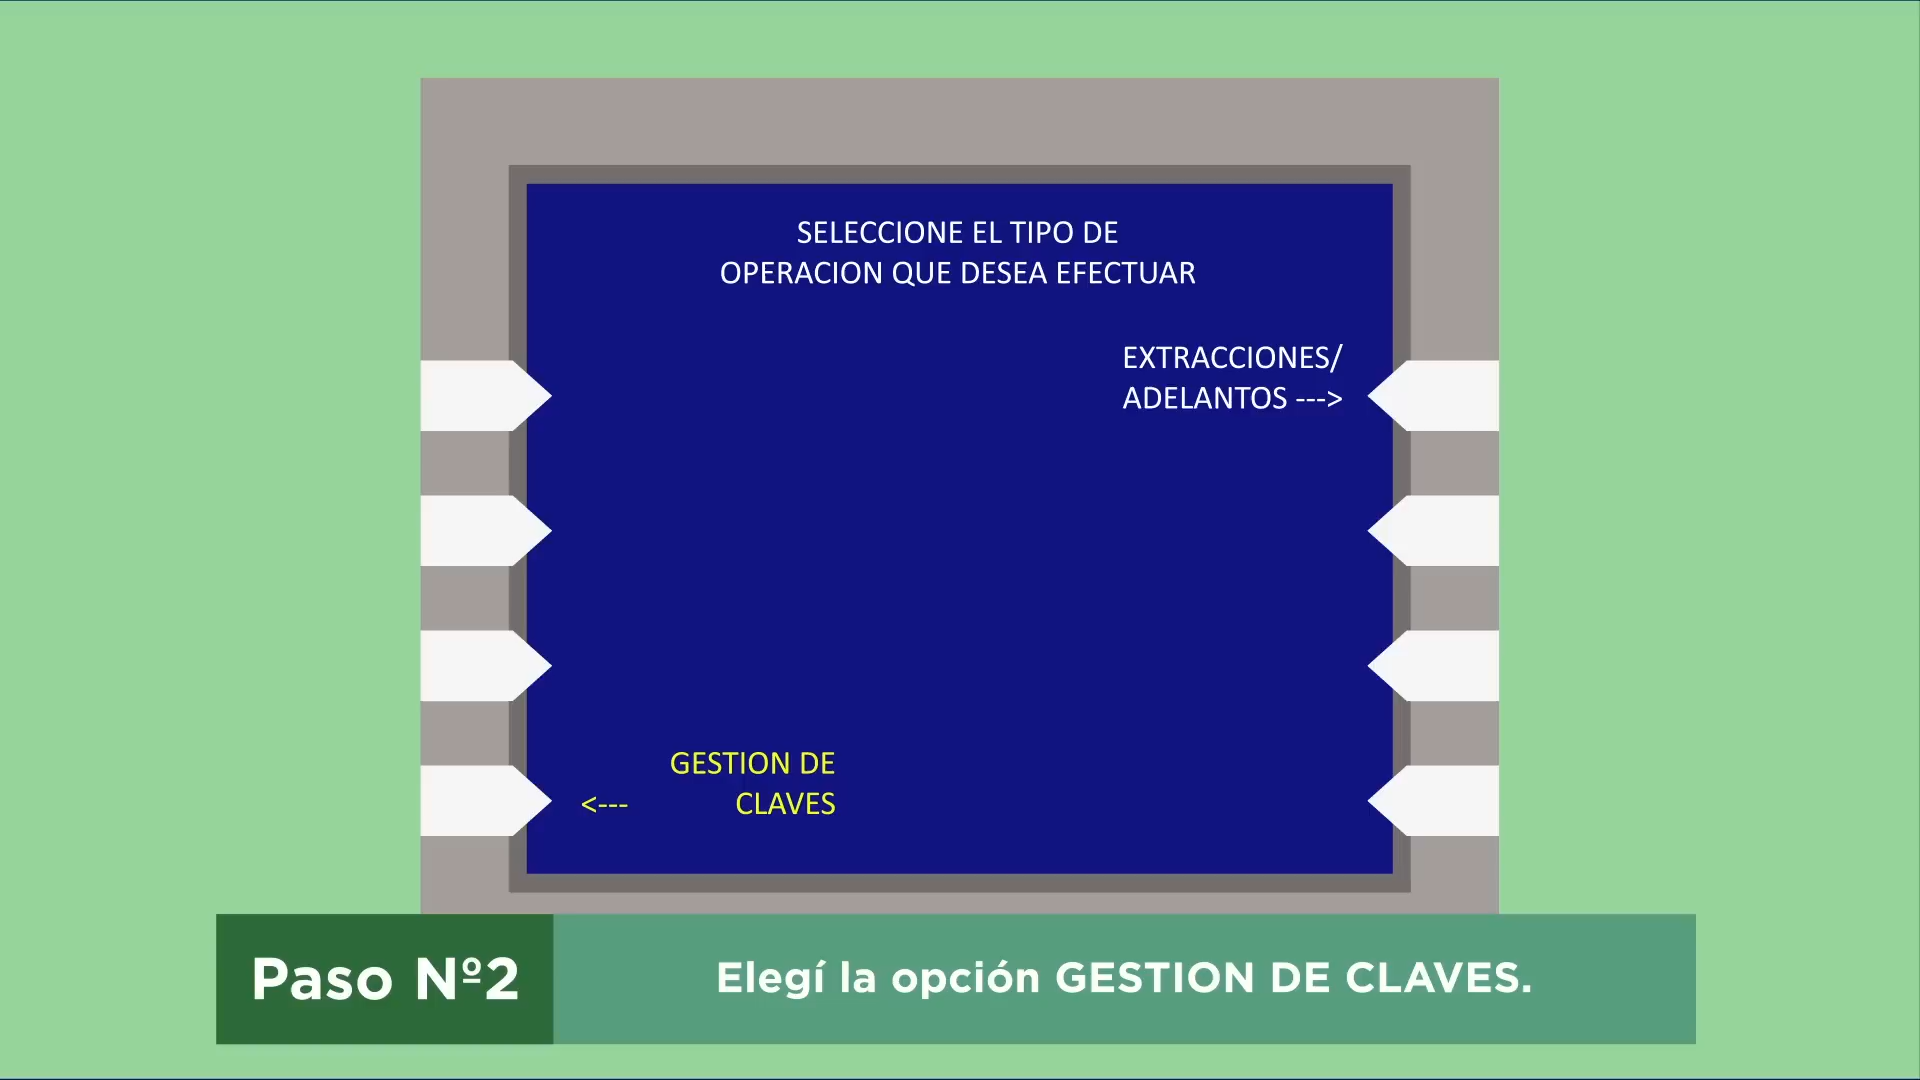 SELECCIONE EL TIPO DE
OPERACION QUE DESEA EFECTUAR
EXTRACCIONES/
ADELANTOS --->
GESTION DE
<--- CLAVES
Paso Nº2
Elegí la opción GESTION DE CLAVES.